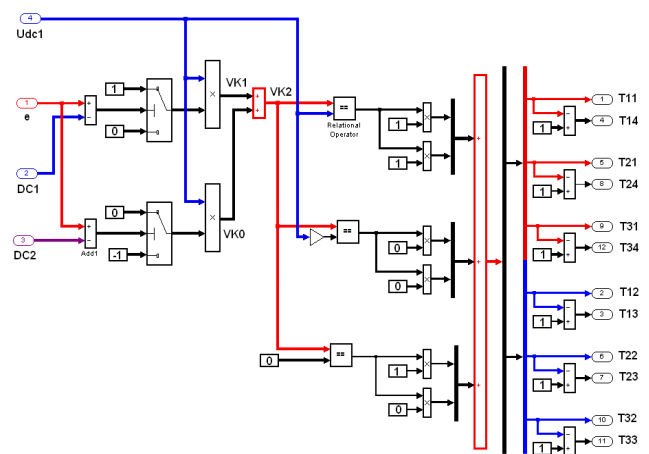 4
Udc1
1
e
2
DC1
3
DC2
+
−
+
−
Add1
1
0
0
-1
×
×
VK1
VK0
+
+
VK2
==
Relational
Operator
==
==
0
1
1
0
0
1
0
×
×
×
×
×
×
+
+
+
1 T11
−
+
1
4 T14
5 T21
−
+
1
8 T24
9 T31
−
+
1
12 T34
2 T12
−
+
1
3 T13
6 T22
−
+
1
7 T23
10 T32
−
+
1
11 T33